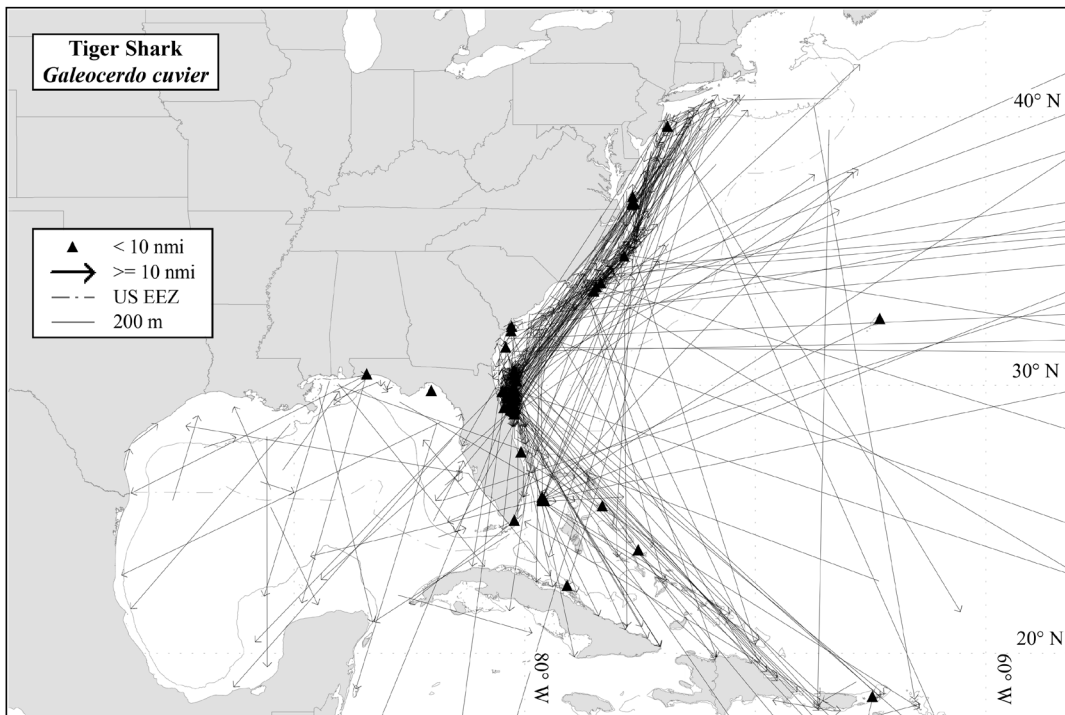 Tiger Shark
Galeocerdo cuvier
40° N
< 10 nmi
>= 10 nmi
US EEZ
200 m
30° N
20° N
80° W
60° W